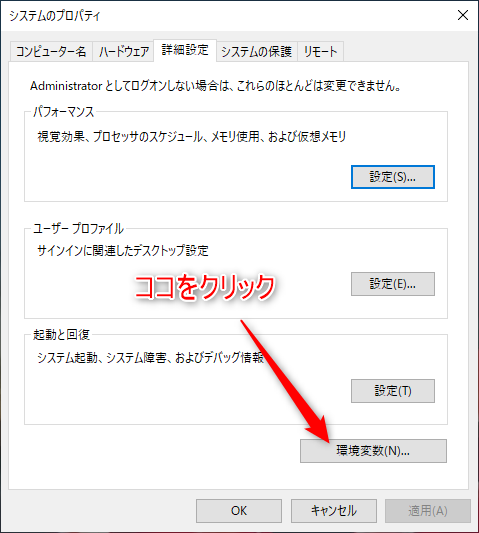 システムのプロパティ
コンピューター名 ハードウェア 詳細設定 システムの保護 リモート
Administrator としてログオンしない場合は、これらのほとんどは変更できません。
パフォーマンス
視覚効果、プロセッサのスケジュール、メモリ使用、および仮想メモリ
設定(S)...
ユーザー プロファイル
サインインに関連したデスクトップ設定
ココをクリック
設定(E)...
起動と回復
システム起動、システム障害、およびデバッグ情報
設定(T)
環境変数(N)...
OK キャンセル 適用(A)